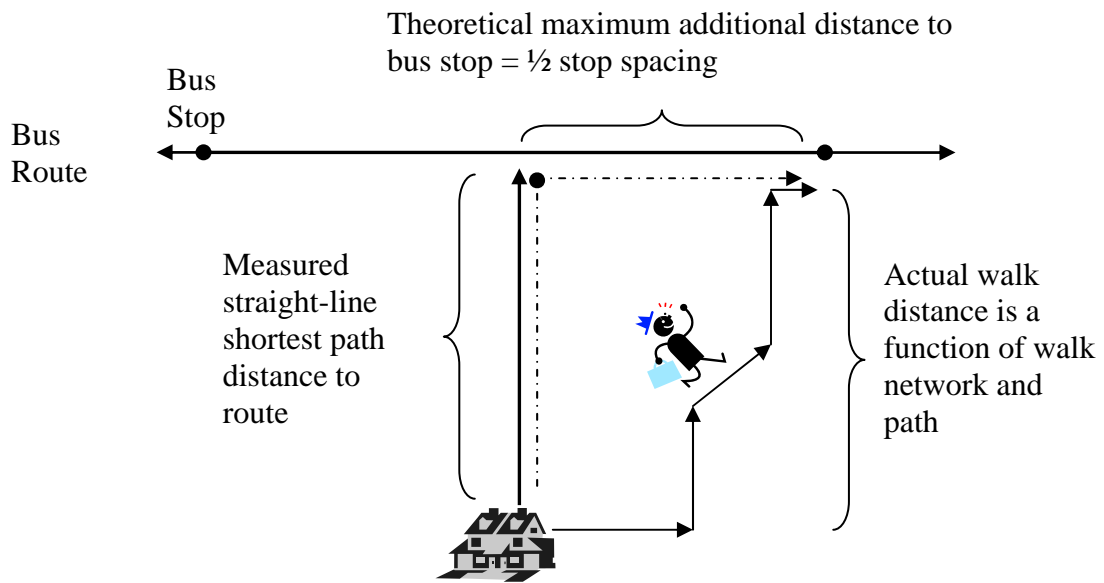 Theoretical maximum additional distance to
bus stop = ½ stop spacing
Bus
Stop
Bus
Route
Measured
straight-line
shortest path
distance to
route
Actual walk
distance is a
function of walk
network and
path